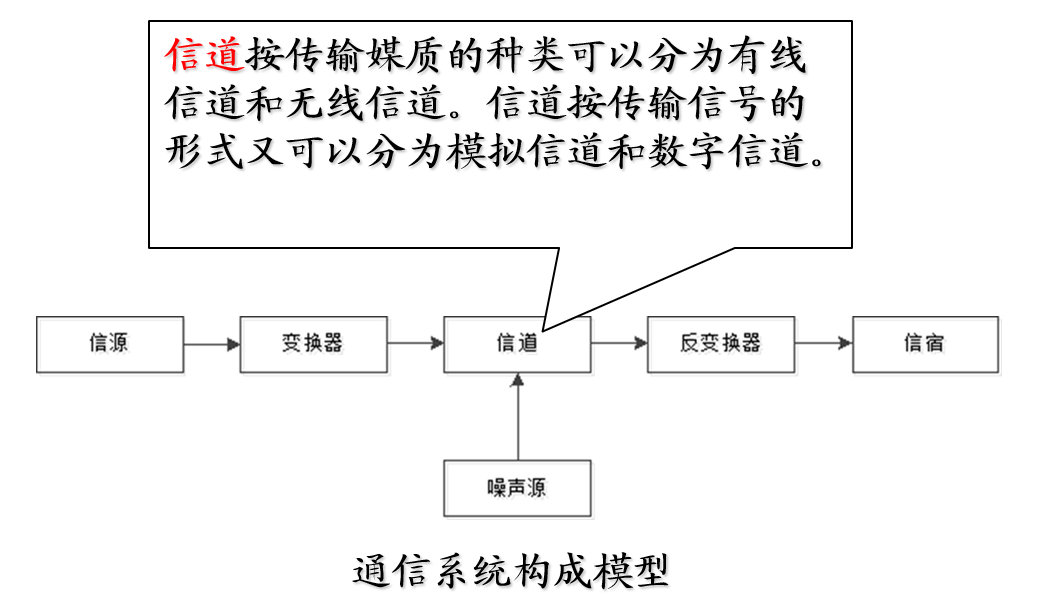 信道按传输媒质的种类可以分为有线
信道和无线信道。信道按传输信号的
形式又可以分为模拟信道和数字信道。
信源
变换器
信道
反变换器
信宿
噪声源
通信系统构成模型